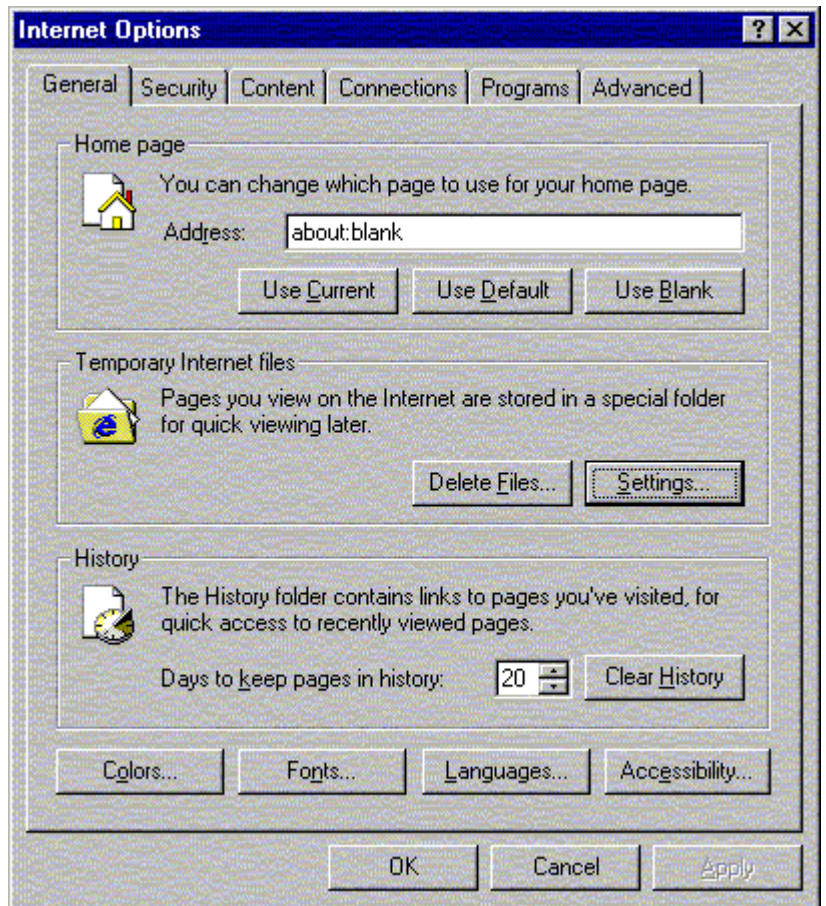 Internet Options
General Security Content Connections Programs Advanced
Home page
You can change which page to use for your home page.
Address: about:blank
Use Current Use Default Use Blank
Temporary Internet files
Pages you view on the Internet are stored in a special folder
for quick viewing later.
Delete Files... Settings...
History
The History folder contains links to pages you've visited, for
quick access to recently viewed pages.
Days to keep pages in history: 20 Clear History
Colors... Fonts... Languages... Accessibility...
OK Cancel Apply